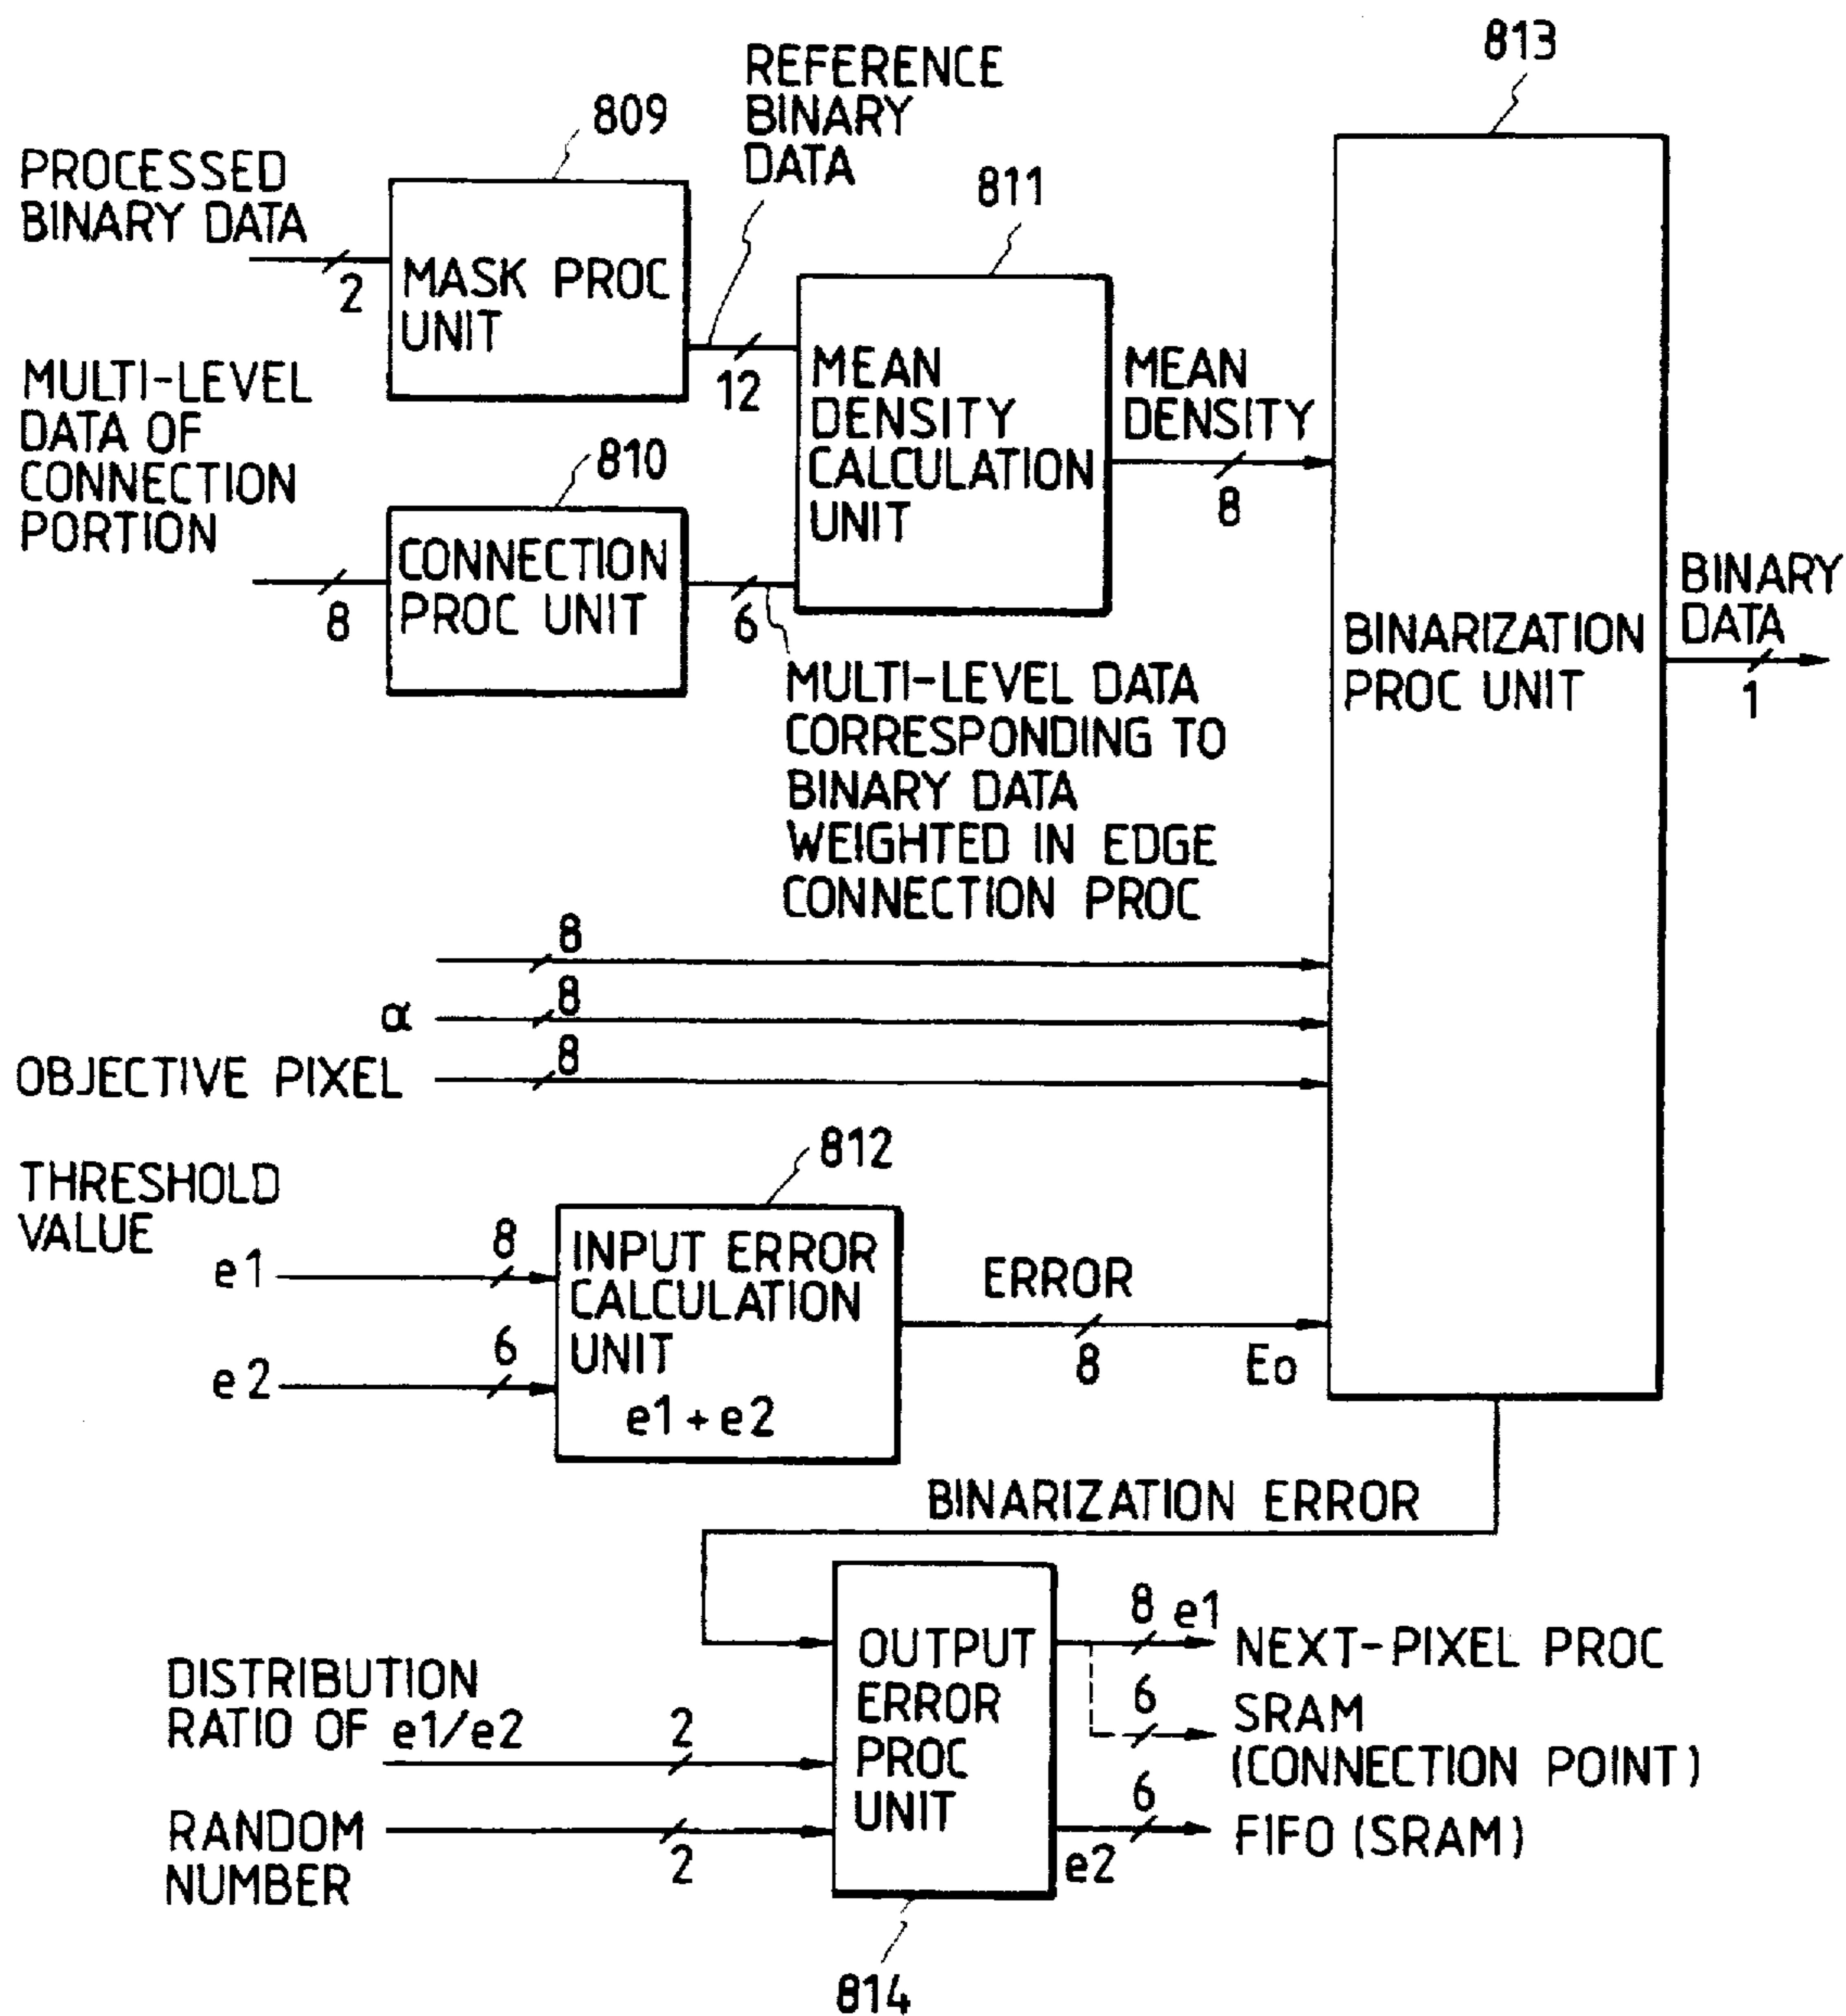 813
REFERENCE
BINARY
DATA
809
PROCESSED
BINARY DATA
2
MASK PROC
UNIT
811
12
MULTI-LEVEL
DATA OF
CONNECTION
PORTION
8
810
CONNECTION
PROC UNIT
6
MEAN
DENSITY
CALCULATION
UNIT
MEAN
DENSITY
8
MULTI-LEVEL DATA
CORRESPONDING TO
BINARY DATA
WEIGHTED IN EDGE
CONNECTION PROC
BINARIZATION
PROC UNIT
BINARY
DATA
1
8
α
8
OBJECTIVE PIXEL
8
THRESHOLD
VALUE
812
e1
8
e2
6
INPUT ERROR
CALCULATION
UNIT
e1+e2
ERROR
8
Eo
BINARIZATION ERROR
DISTRIBUTION
RATIO OF e1/e2
2
RANDOM
NUMBER
2
OUTPUT
ERROR
PROC
UNIT
8 e1
NEXT-PIXEL PROC
6
SRAM
(CONNECTION POINT)
6
e2
FIFO (SRAM)
814